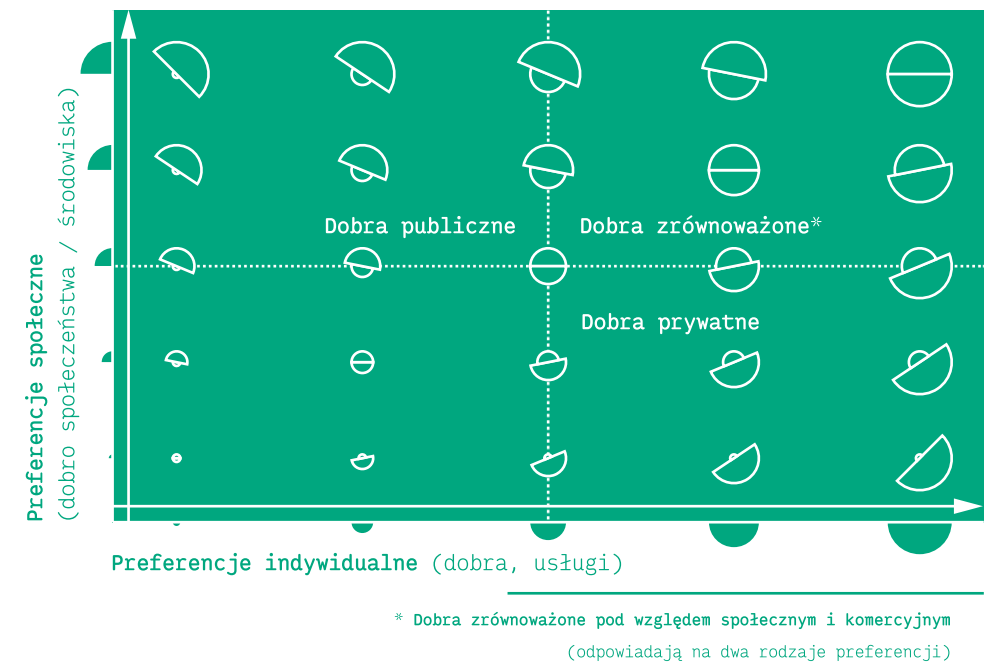 Preferencje społeczne
(dobro społeczeństwa / środowiska)
Dobra publiczne
Dobra zrównoważone*
Dobra prywatne
Preferencje indywidualne (dobra, usługi)
* Dobra zrównoważone pod względem społecznym i komercyjnym
(odpowiadają na dwa rodzaje preferencji)